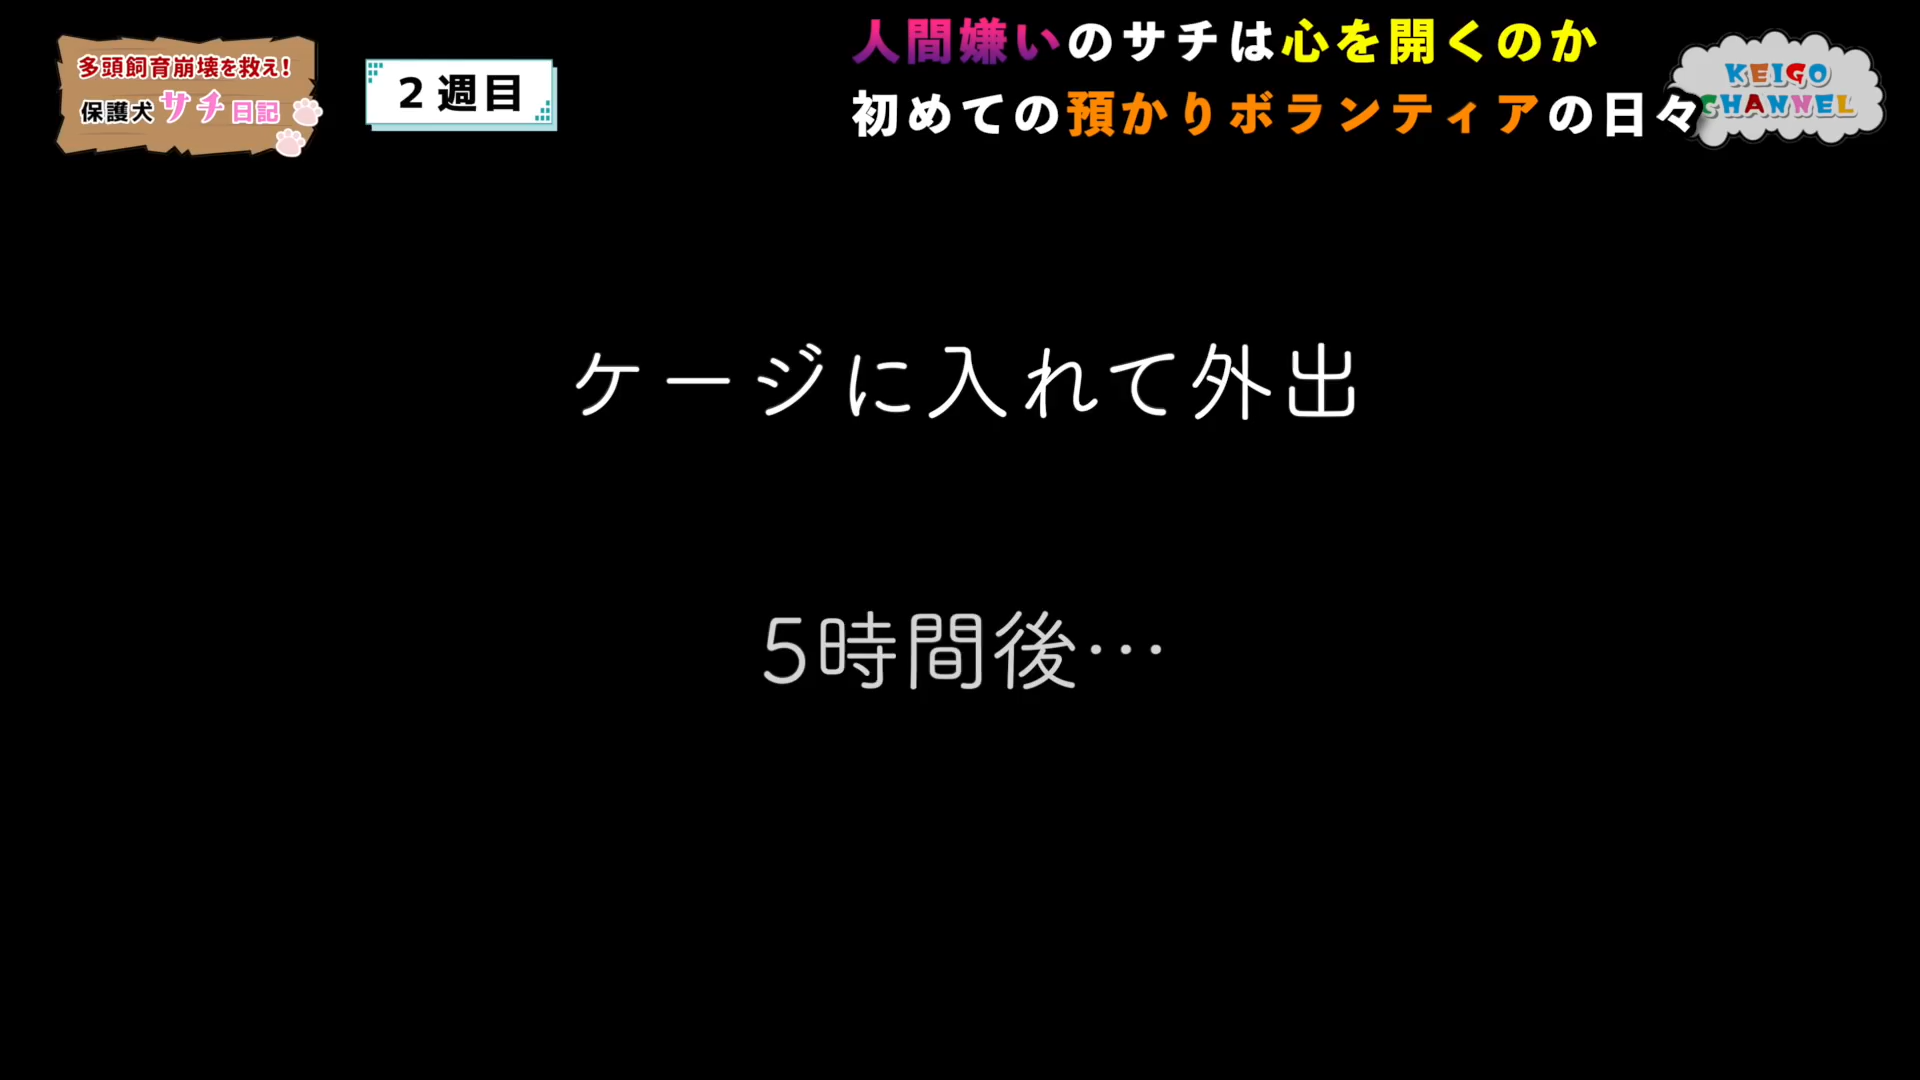 多頭飼育崩壊を救え!
保護犬サチ日記
2週目
人間嫌いのサチは心を開くのか
初めての預かりボランティアの日々
KEIGO
CHANNEL
ケージに入れて外出
5時間後…